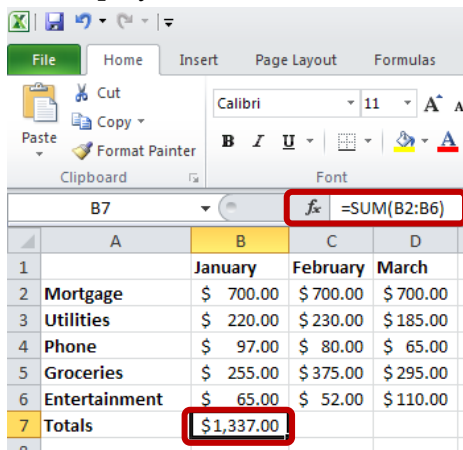 File Home Insert Page Layout Formulas
Cut
Calibri 11 A A
Copy
Paste
B I U A
Format Painter
Clipboard Font
B7 fx =SUM(B2:B6)
A B C D
1 January February March
2 Mortgage $ 700.00 $ 700.00 $ 700.00
3 Utilities $ 220.00 $ 230.00 $ 185.00
4 Phone $ 97.00 $ 80.00 $ 65.00
5 Groceries $ 255.00 $ 375.00 $ 295.00
6 Entertainment $ 65.00 $ 52.00 $ 110.00
7 Totals $ 1,337.00